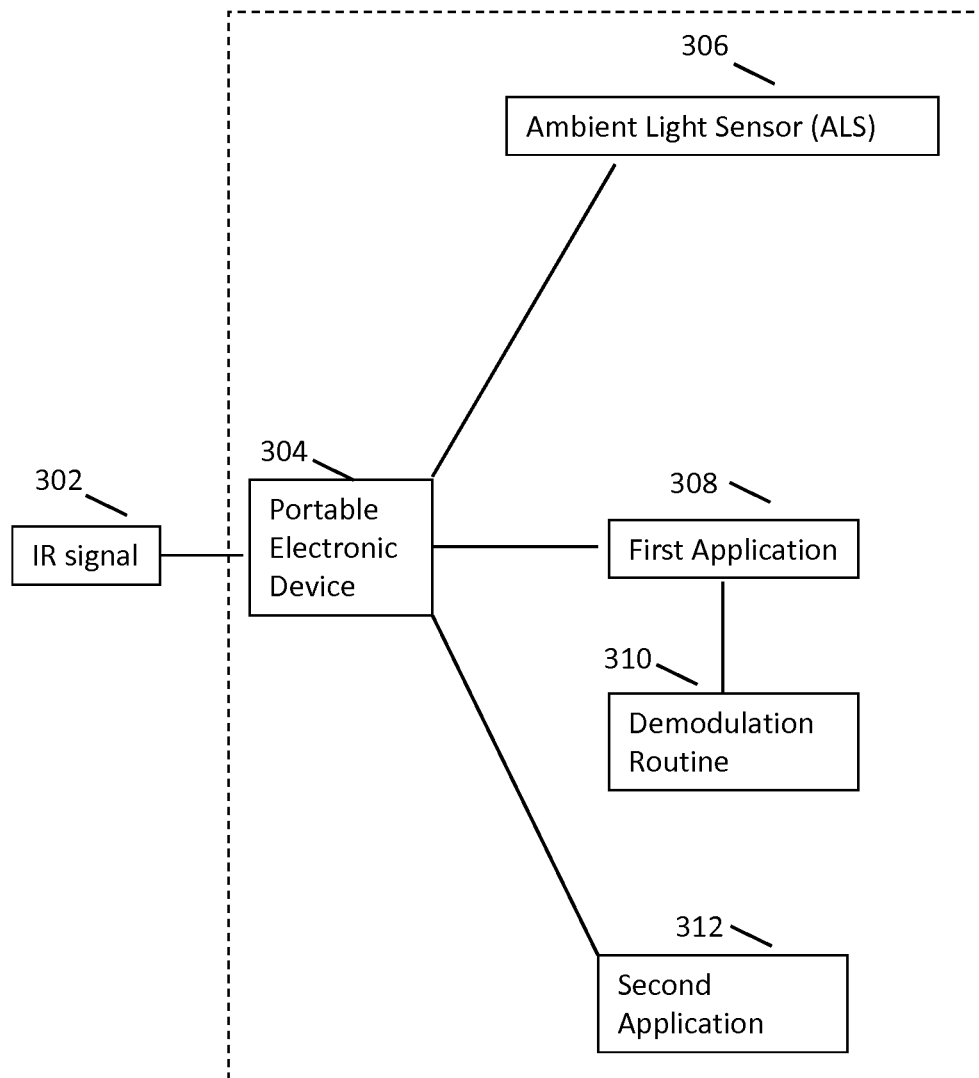 306
Ambient Light Sensor (ALS)
304
Portable
Electronic
Device
302
IR signal
308
First Application
310
Demodulation
Routine
312
Second
Application